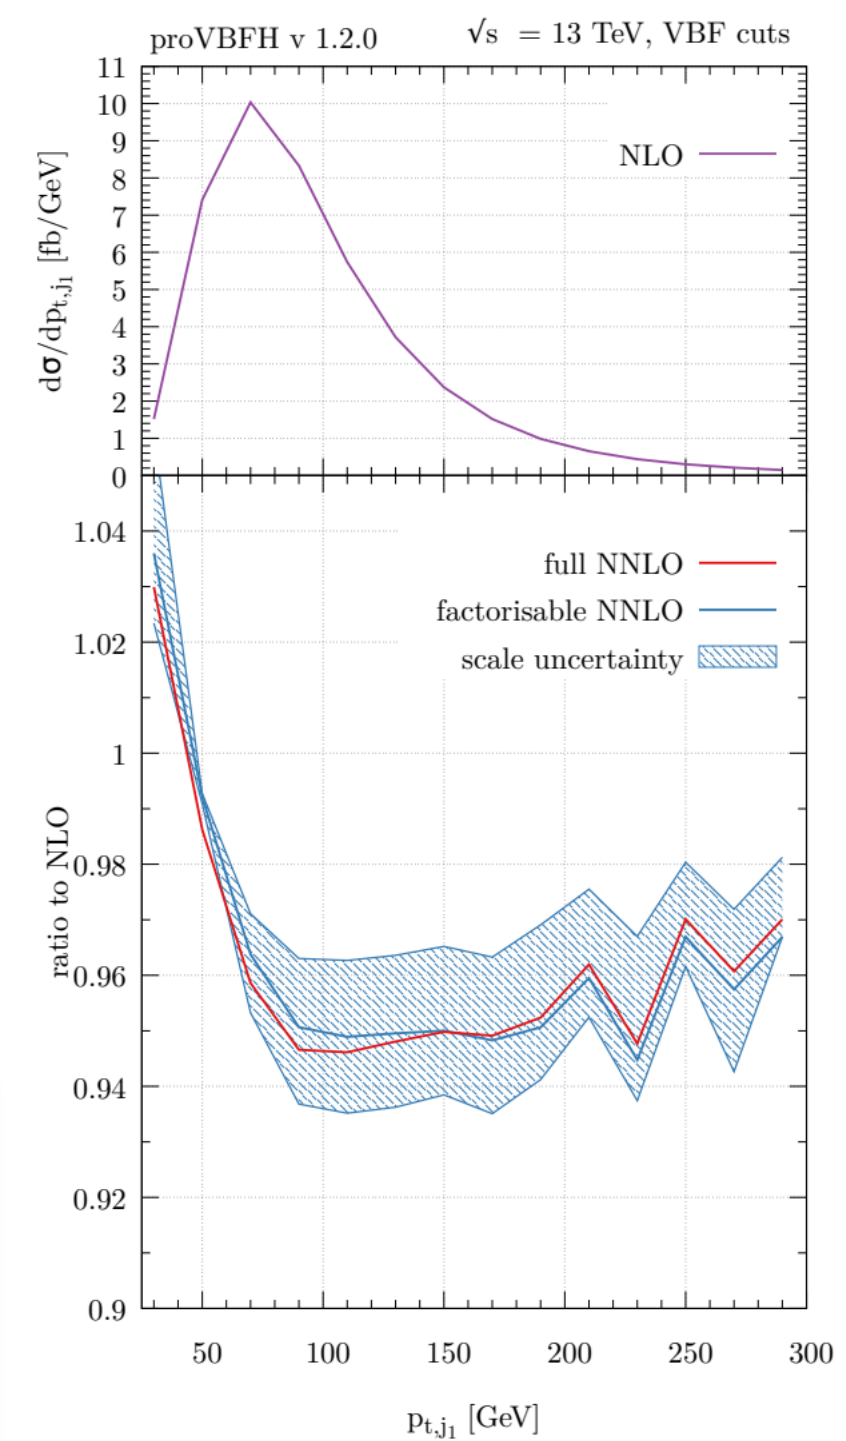 proVBFH v 1.2.0
√s = 13 TeV, VBF cuts
11
10
9
8
7
6
5
4
3
2
1
0
dσ/dp_{t,j_1} [fb/GeV]
NLO
1.04
1.02
1
0.98
0.96
0.94
0.92
0.9
ratio to NLO
full NNLO
factorisable NNLO
scale uncertainty
50 100 150 200 250 300
p_{t,j_1} [GeV]